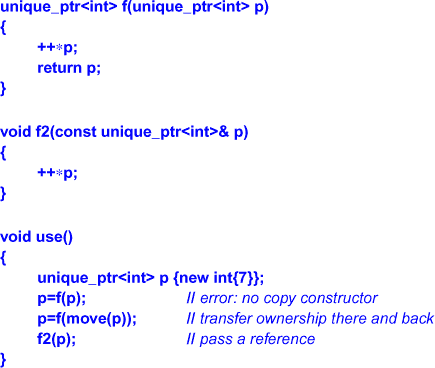 unique_ptr<int> f(unique_ptr<int> p)
{
++∗p;
return p;
}
void f2(const unique_ptr<int>& p)
{
++∗p;
}
void use()
{
unique_ptr<int> p {new int{7}};
p=f(p); // error: no copy constructor
p=f(move(p)); // transfer ownership there and back
f2(p); // pass a reference
}